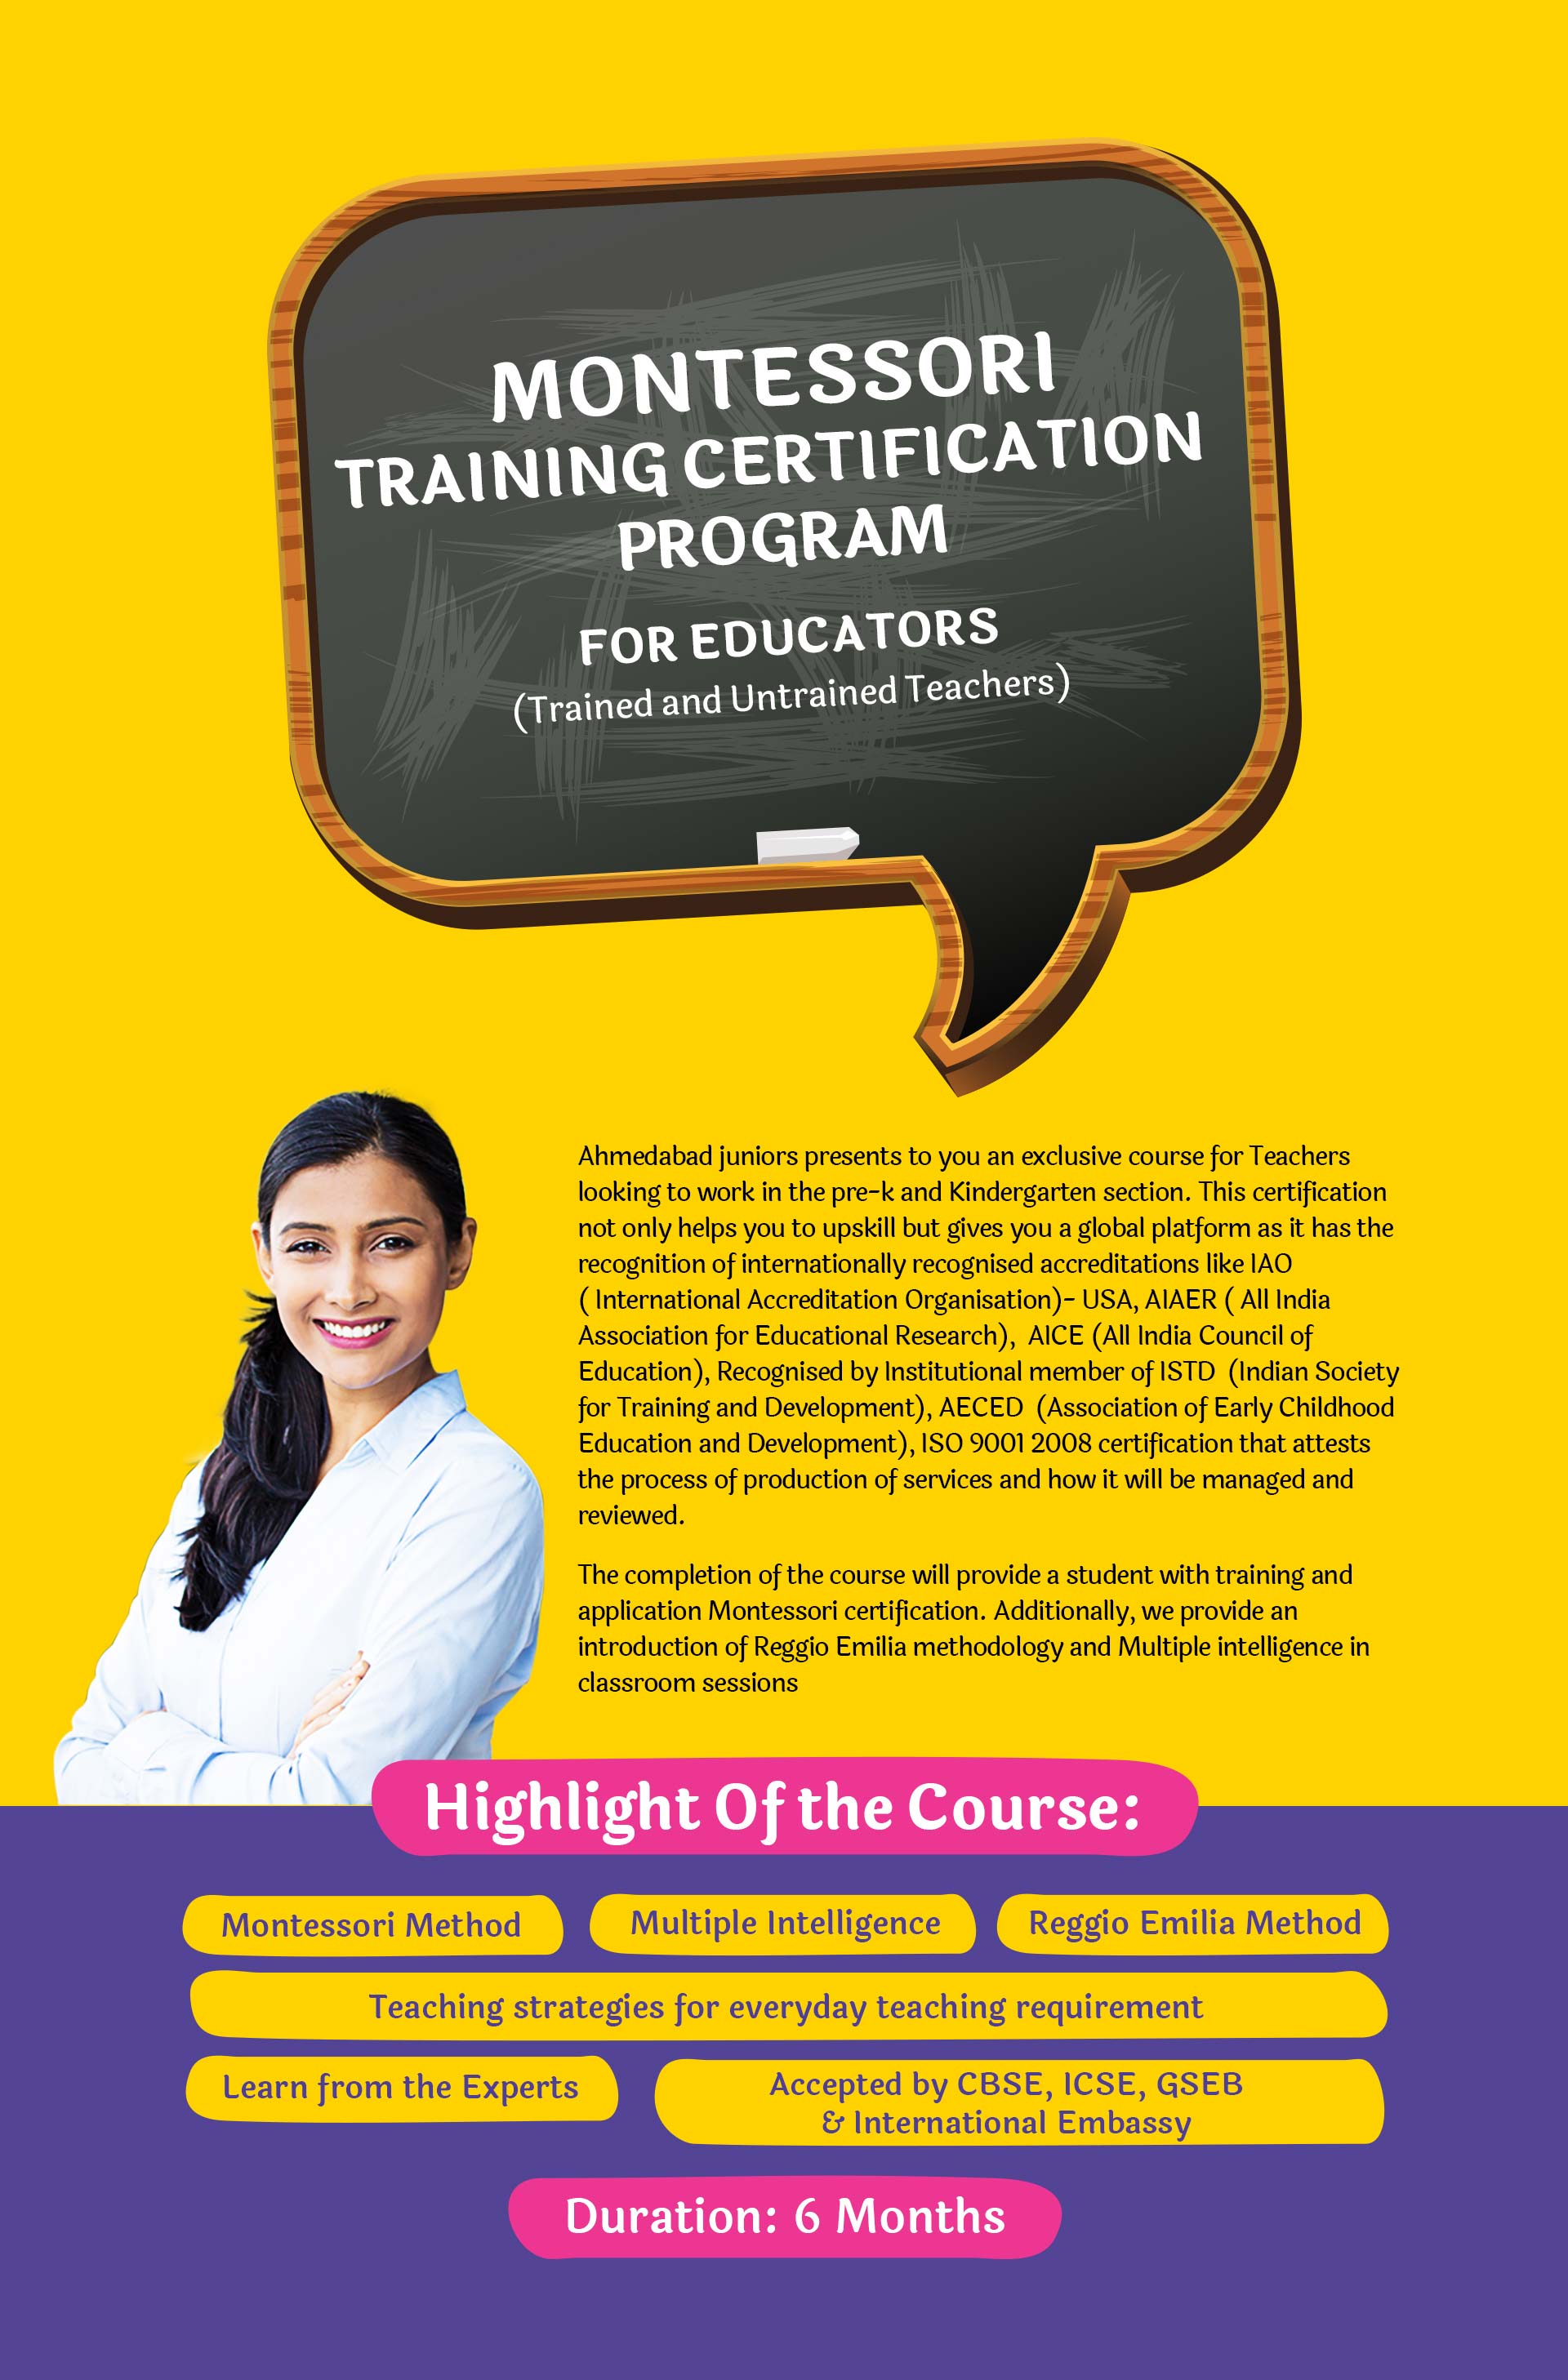 MONTESSORI
TRAINING CERTIFICATION
PROGRAM
FOR EDUCATORS
(Trained and Untrained Teachers)
Ahmedabad juniors presents to you an exclusive course for Teachers
looking to work in the pre-k and Kindergarten section. This certification
not only helps you to upskill but gives you a global platform as it has the
recognition of internationally recognised accreditations like IAO
( International Accreditation Organisation)- USA, AIAER ( All India
Association for Educational Research),  AICE (All India Council of
Education), Recognised by Institutional member of ISTD  (Indian Society
for Training and Development), AECED  (Association of Early Childhood
Education and Development), ISO 9001 2008 certification that attests
the process of production of services and how it will be managed and
reviewed.
The completion of the course will provide a student with training and
application Montessori certification. Additionally, we provide an
introduction of Reggio Emilia methodology and Multiple intelligence in
classroom sessions
Highlight Of the Course:
Montessori Method
Multiple Intelligence
Reggio Emilia Method
Teaching strategies for everyday teaching requirement
Learn from the Experts
Accepted by CBSE, ICSE, GSEB
& International Embassy
Duration: 6 Months